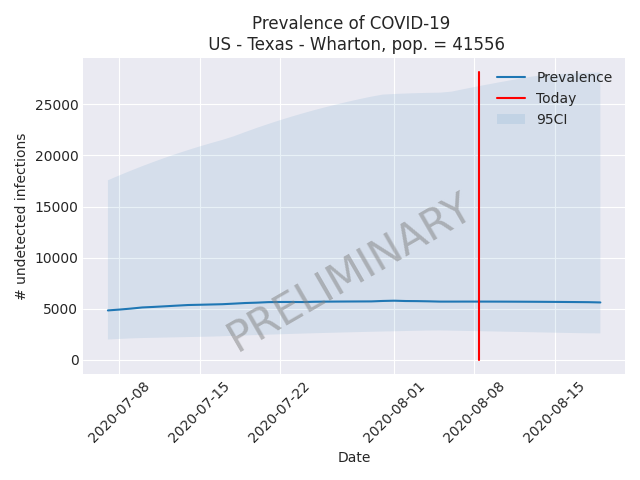 Prevalence of COVID-19
US - Texas - Wharton, pop. = 41556
Prevalence
Today
95CI
25000
20000
15000
10000
5000
0
# undetected infections
PRELIMINARY
2020-07-08
2020-07-15
2020-07-22
2020-08-01
2020-08-08
2020-08-15
Date